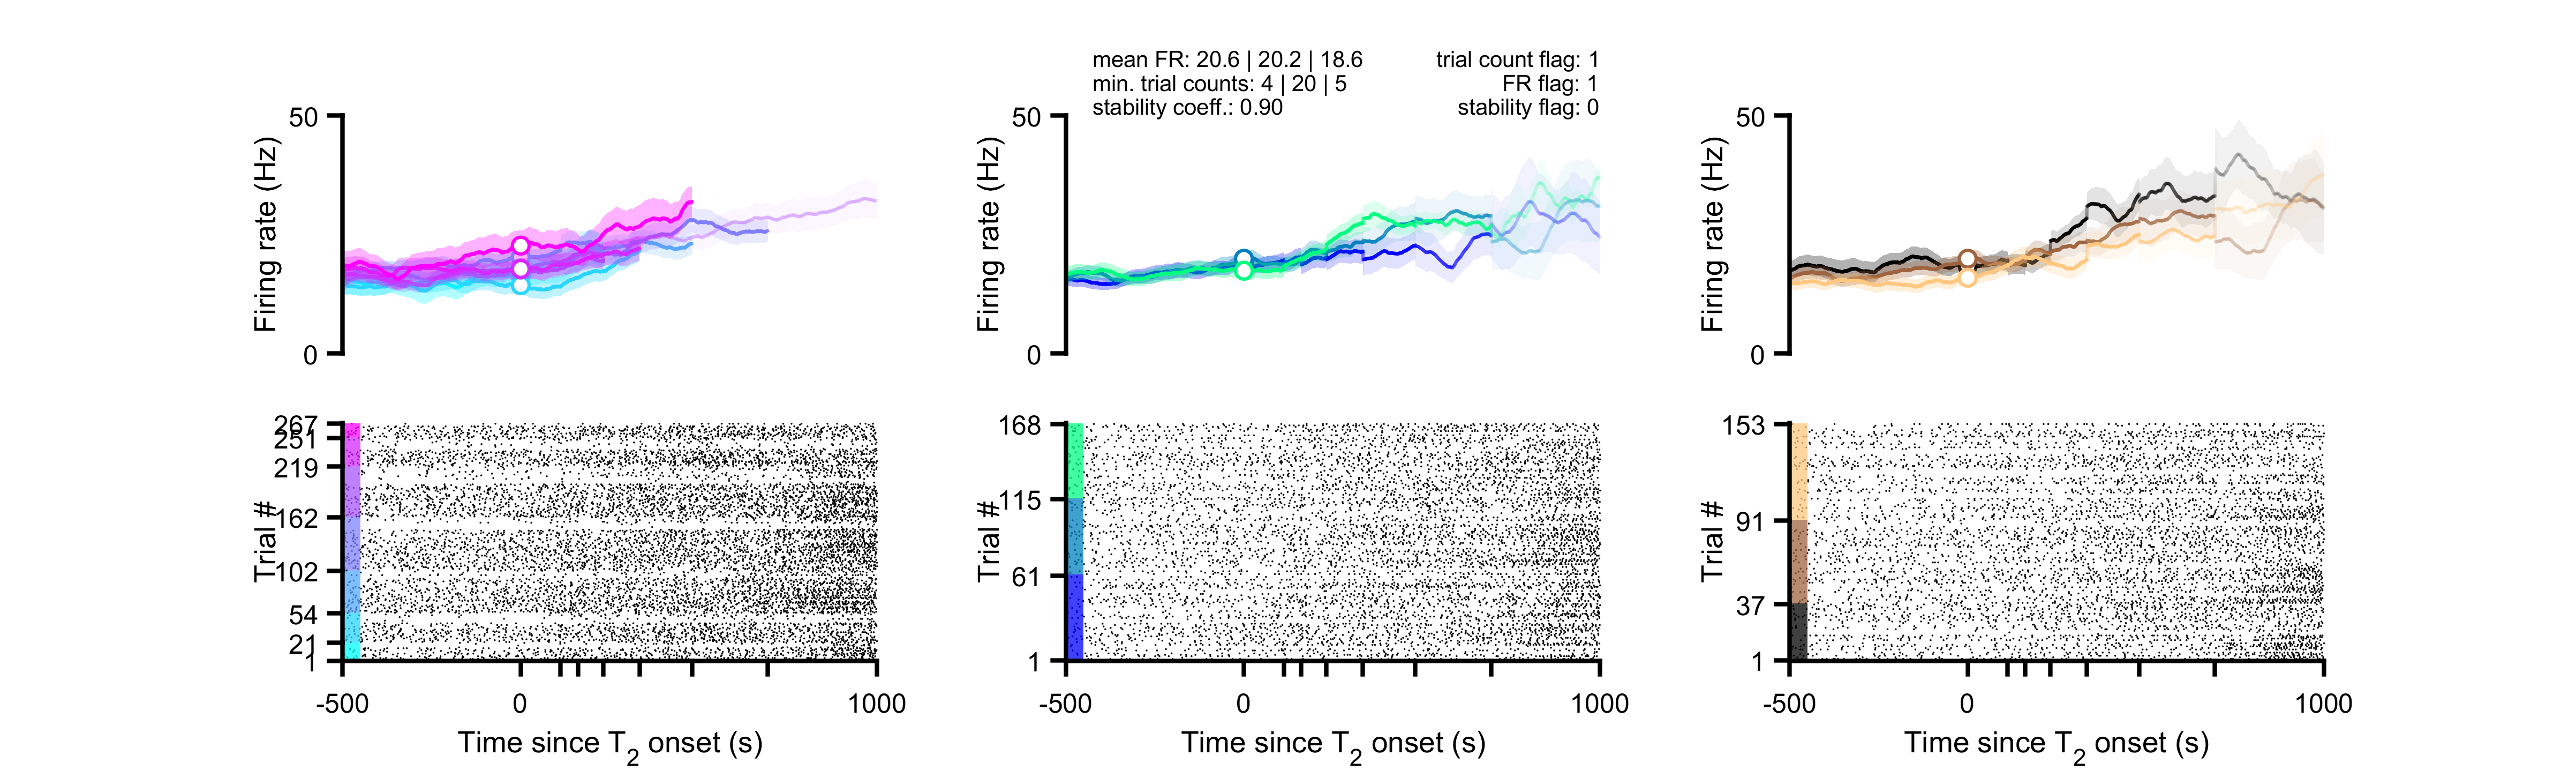 mean FR: 20.6 | 20.2 | 18.6
trial count flag: 1
min. trial counts: 4 | 20 | 5
FR flag: 1
stability coeff.: 0.90
stability flag: 0
50
Firing rate (Hz)
0
50
Firing rate (Hz)
0
50
Firing rate (Hz)
0
267
251
219
162
102
54
21
1
Trial #
-500
0
1000
Time since T2 onset (s)
168
115
61
1
Trial #
-500
0
1000
Time since T2 onset (s)
153
91
37
1
Trial #
-500
0
1000
Time since T2 onset (s)